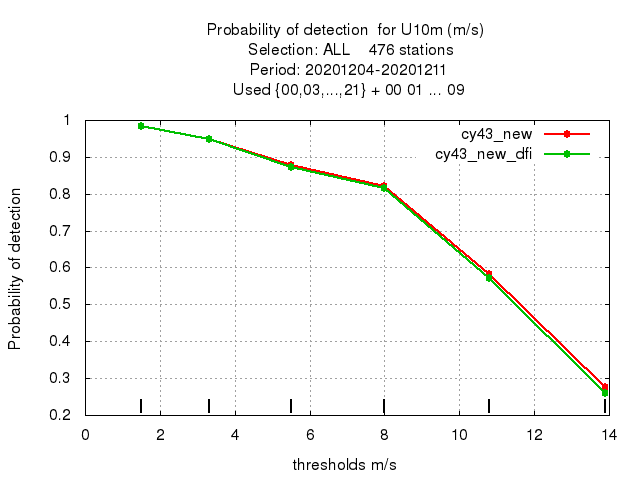 Probability of detection for U10m (m/s)
Selection: ALL 476 stations
Period: 20201204-20201211
Used {00,03,...,21} + 00 01 ... 09
cy43_new
cy43_new_dfi
Probability of detection
1
0.9
0.8
0.7
0.6
0.5
0.4
0.3
0.2
0 2 4 6 8 10 12 14
thresholds m/s